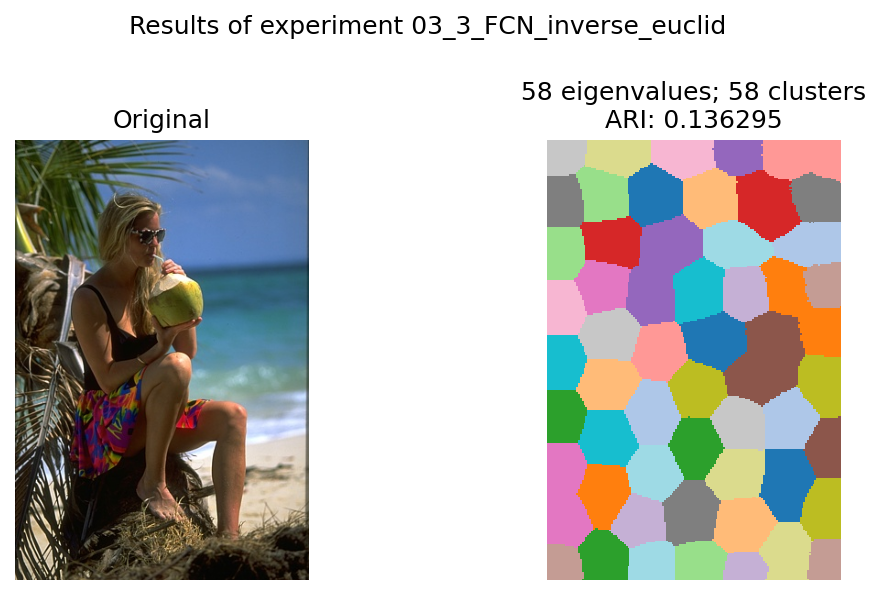 Results of experiment 03_3_FCN_inverse_euclid
Original
58 eigenvalues; 58 clusters
ARI: 0.136295